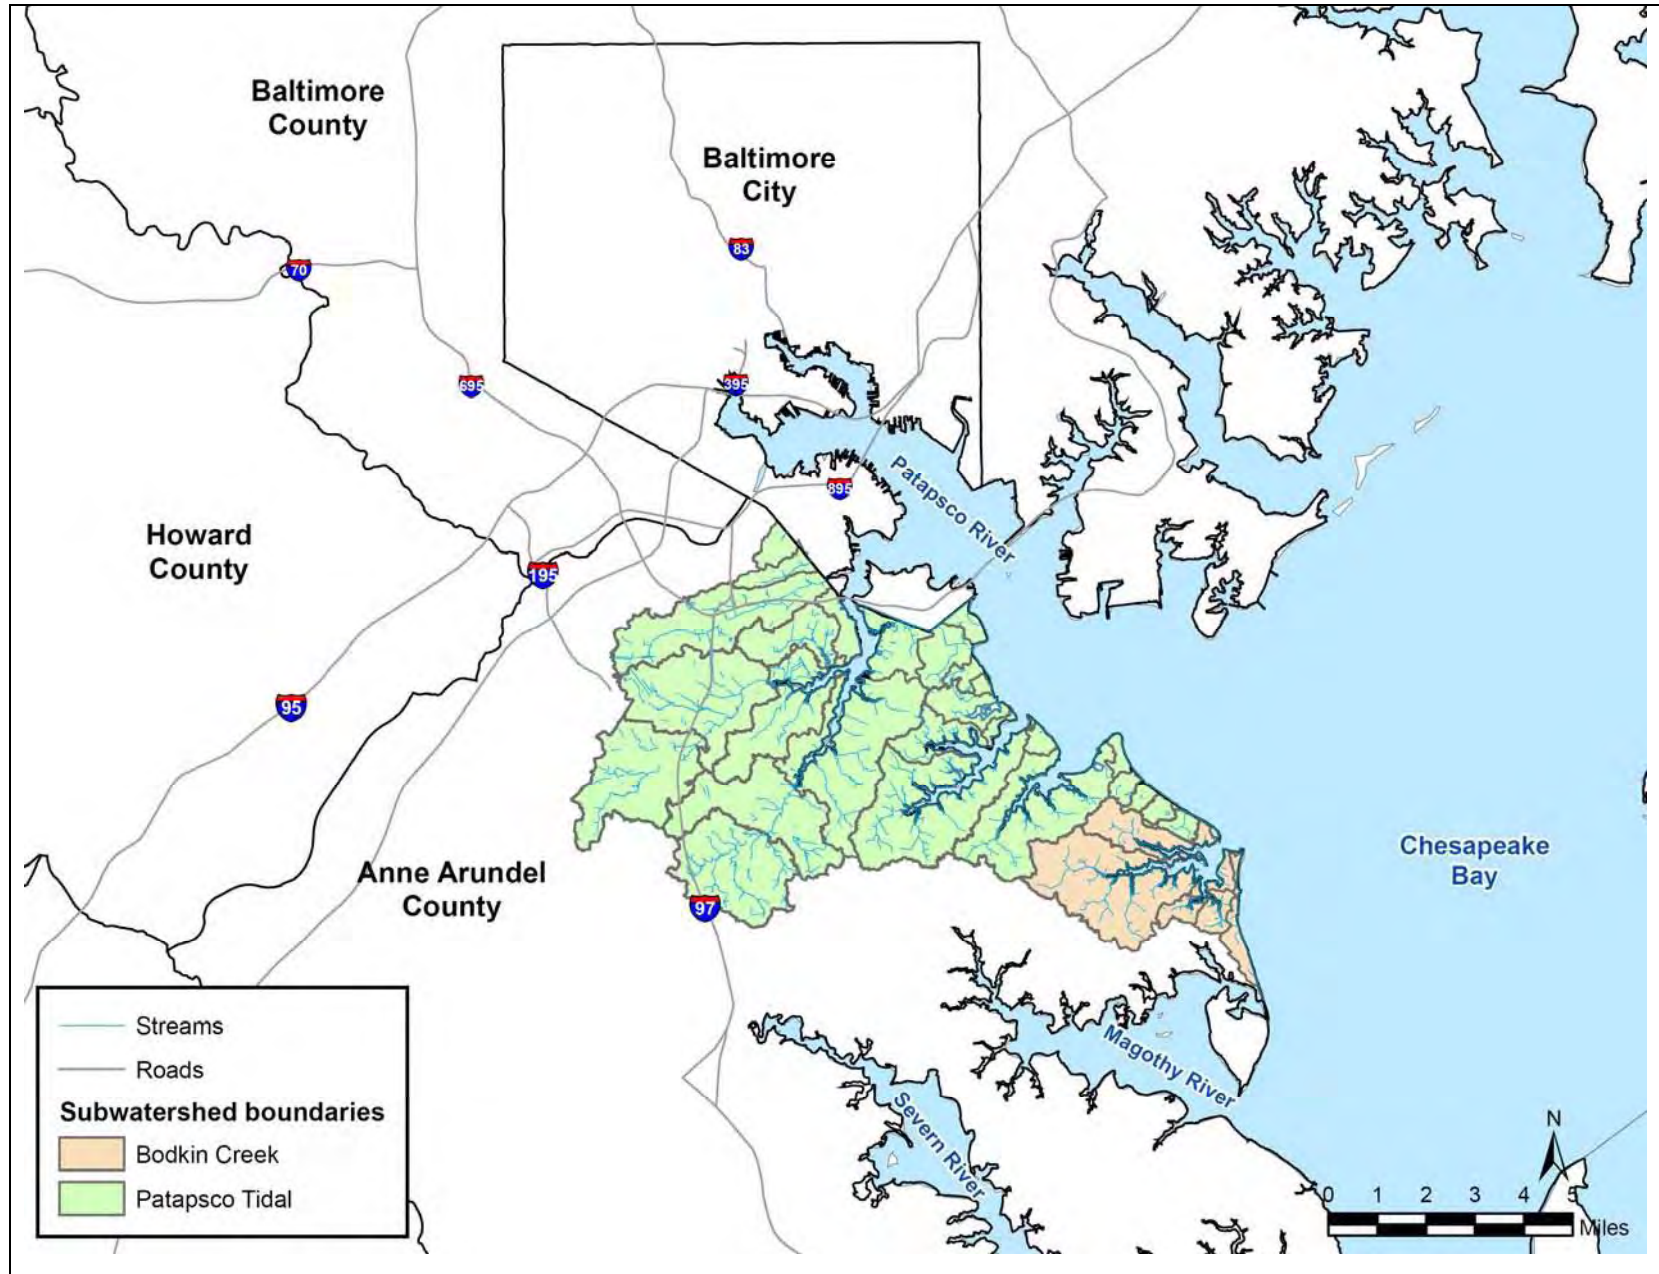 Baltimore
County
Baltimore
City
83
70
695
395
Patapsco River
895
Howard
County
195
95
Chesapeake
Bay
Anne Arundel
County
97
Magothy River
Severn River
Streams
Roads
Subwatershed boundaries
Bodkin Creek
Patapsco Tidal
N
0 1 2 3 4 5
Miles